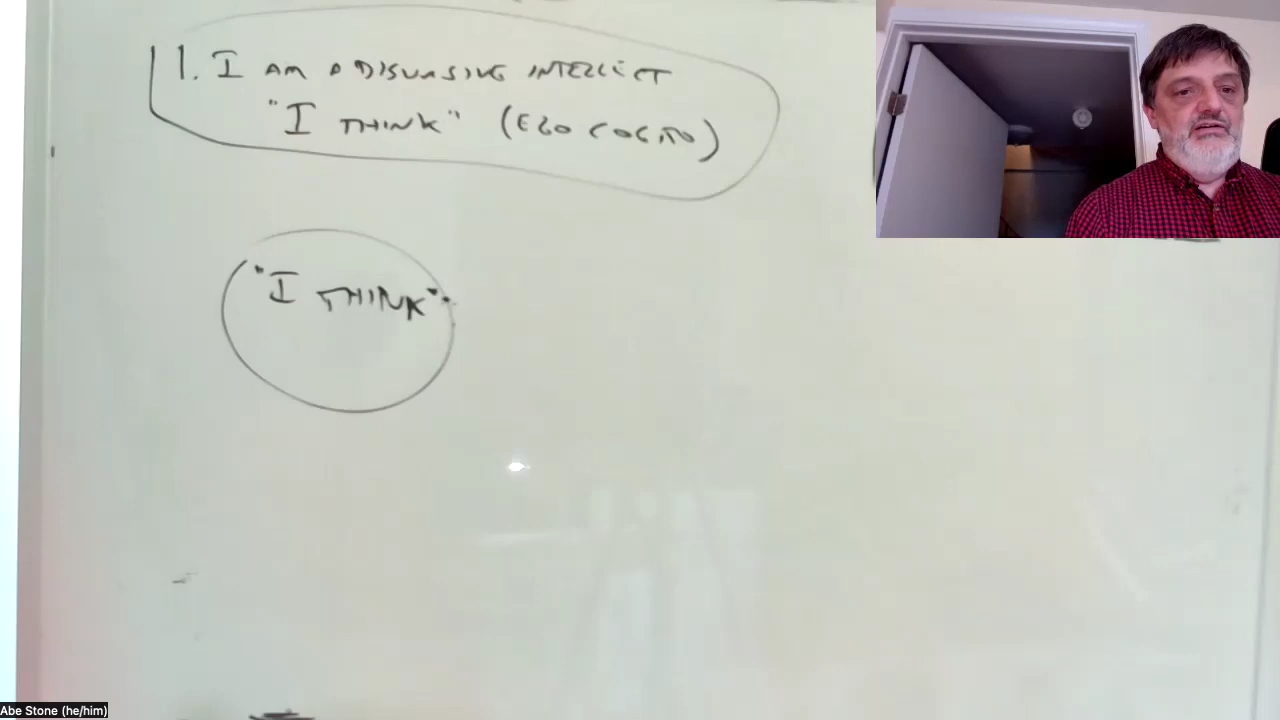 1. I AM A DISCURSIVE INTELLECT
"I THINK" (EGO COGITO)
"I THINK"
Abe Stone (he/him)